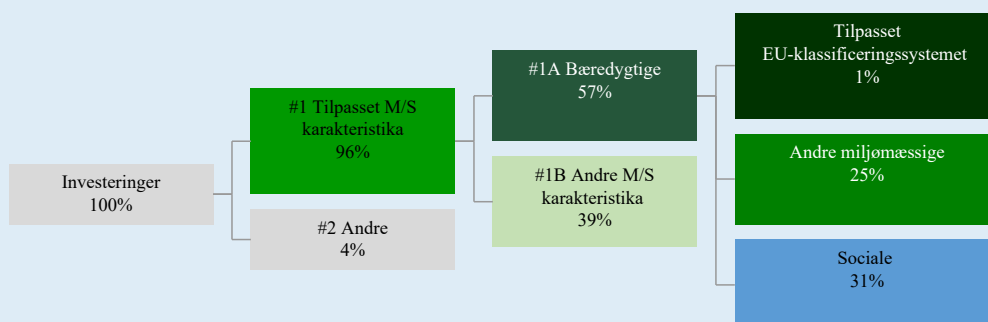 Investeringer
100%
#1 Tilpasset M/S
karakteristika
96%
#2 Andre
4%
#1A Bæredygtige
57%
#1B Andre M/S
karakteristika
39%
Tilpasset
EU-klassificeringssystemet
1%
Andre miljømæssige
25%
Sociale
31%